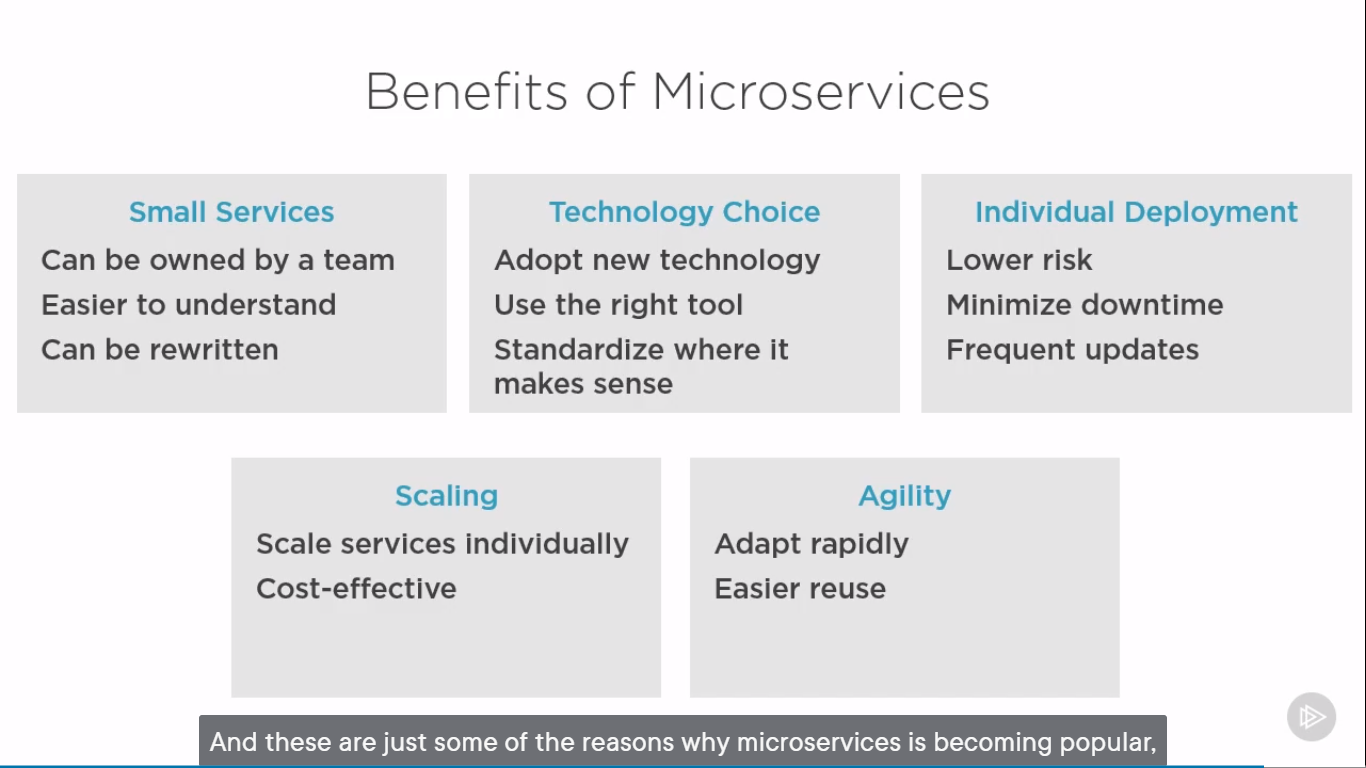 Benefits of Microservices
Small Services
Can be owned by a team
Easier to understand
Can be rewritten
Technology Choice
Adopt new technology
Use the right tool
Standardize where it
makes sense
Individual Deployment
Lower risk
Minimize downtime
Frequent updates
Scaling
Scale services individually
Cost-effective
Agility
Adapt rapidly
Easier reuse
And these are just some of the reasons why microservices is becoming popular,